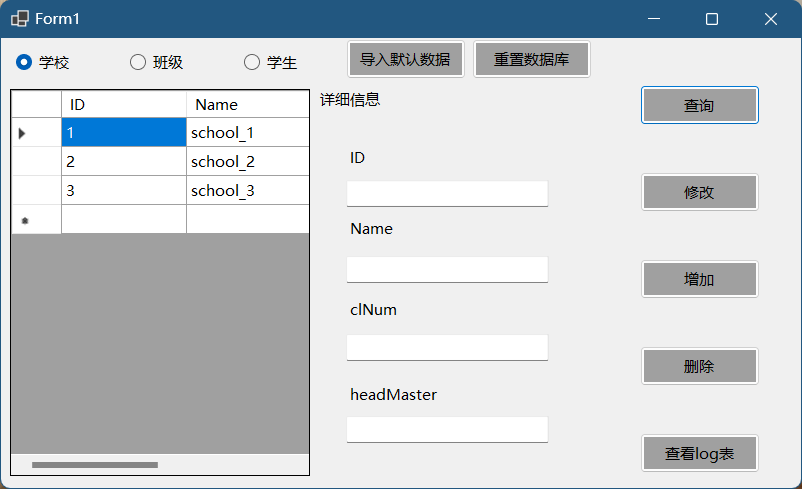 Form1
学校 班级 学生 导入默认数据 重置数据库
ID Name
1 school_1
2 school_2
3 school_3
详细信息
ID
Name
clNum
headMaster
查询
修改
增加
删除
查看log表